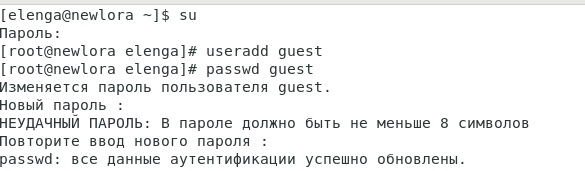 [elenga@newlora ~]$ su
Пароль:
[root@newlora elenga]# useradd guest
[root@newlora elenga]# passwd guest
Изменяется пароль пользователя guest.
Новый пароль :
НЕУДАЧНЫЙ ПАРОЛЬ: В пароле должно быть не меньше 8 символов
Повторите ввод нового пароля :
passwd: все данные аутентификации успешно обновлены.